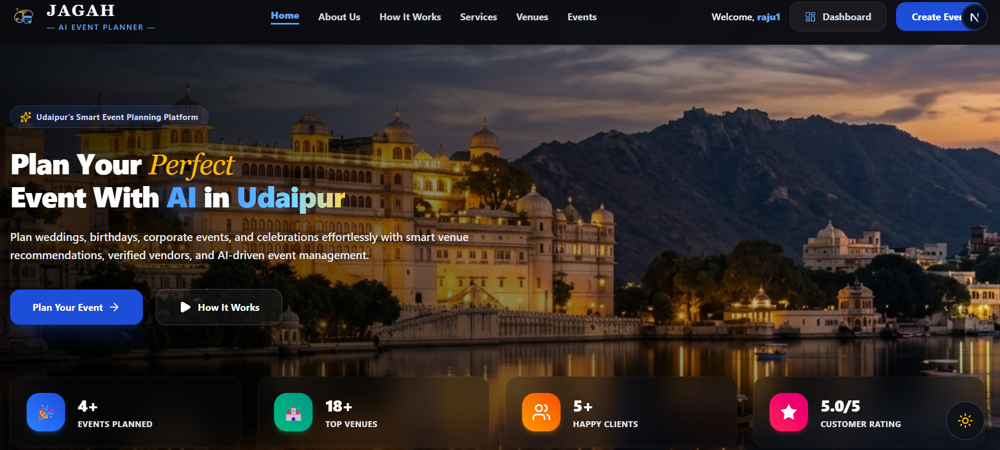 JAGAH
— AI EVENT PLANNER —
Home
About Us
How It Works
Services
Venues
Events
Welcome, raju1
Dashboard
Create Even
N
Udaipur's Smart Event Planning Platform
Plan Your Perfect
Event With AI in Udaipur
Plan weddings, birthdays, corporate events, and celebrations effortlessly with smart venue
recommendations, verified vendors, and AI-driven event management.
Plan Your Event →
How It Works
4+
EVENTS PLANNED
18+
TOP VENUES
5+
HAPPY CLIENTS
5.0/5
CUSTOMER RATING